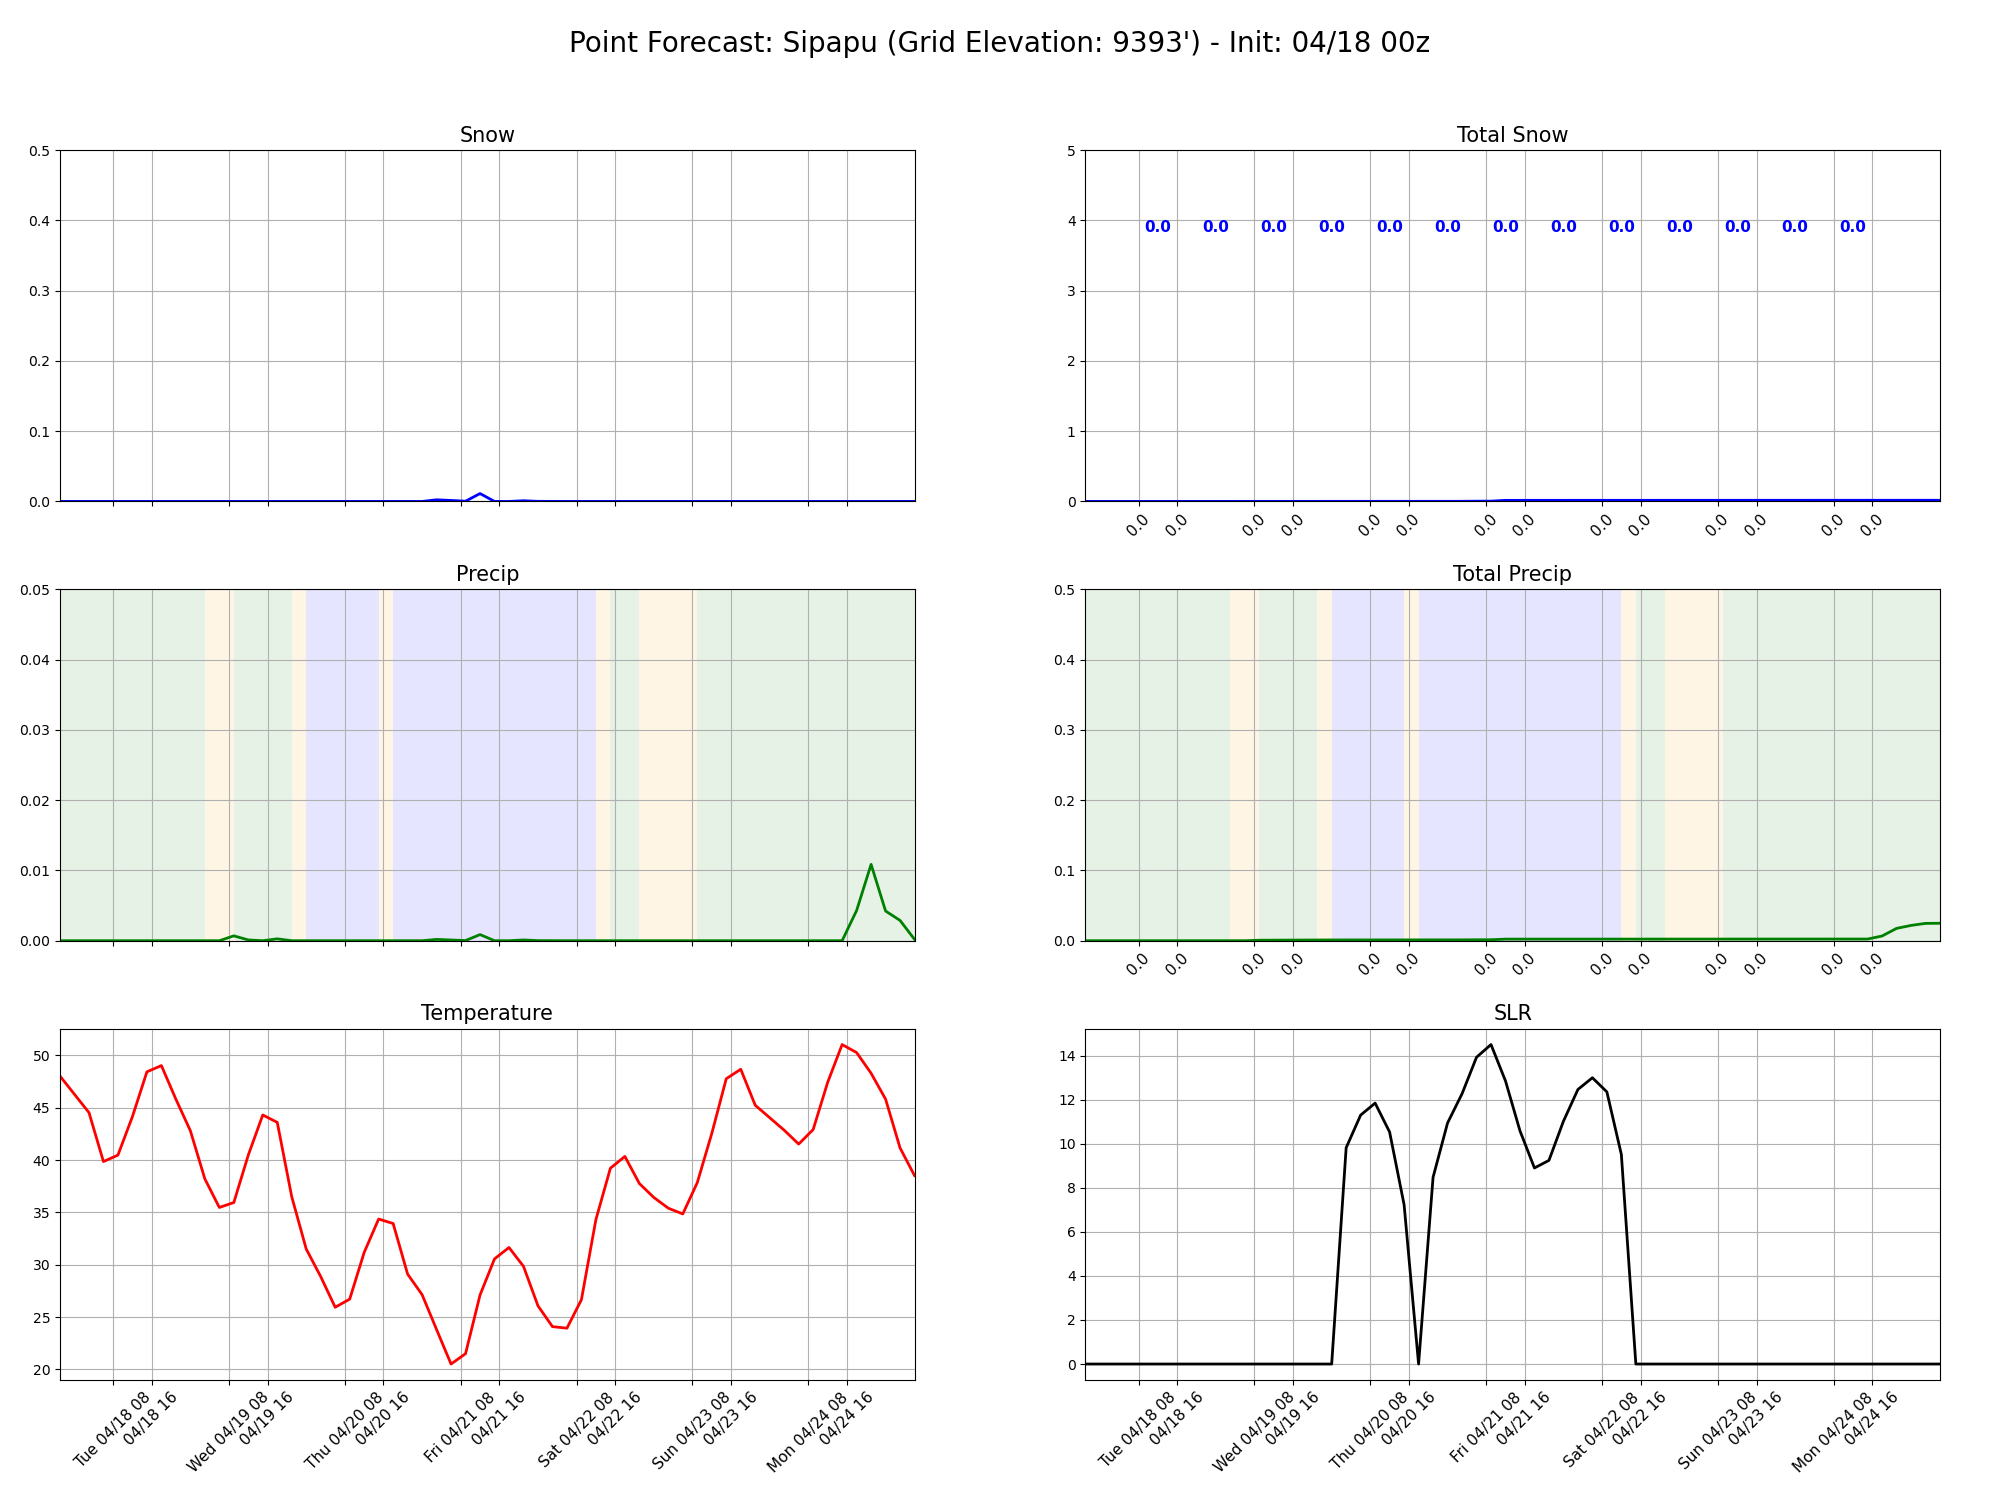 Point Forecast: Sipapu (Grid Elevation: 9393') - Init: 04/18 00z
Snow
0.5
0.4
0.3
0.2
0.1
0.0
Total Snow
5
4
3
2
1
0
0.0 0.0 0.0 0.0 0.0 0.0 0.0 0.0 0.0 0.0 0.0 0.0 0.0
0.0 0.0 0.0 0.0 0.0 0.0 0.0 0.0 0.0 0.0 0.0 0.0 0.0 0.0
Precip
0.05
0.04
0.03
0.02
0.01
0.00
Total Precip
0.5
0.4
0.3
0.2
0.1
0.0
0.0 0.0 0.0 0.0 0.0 0.0 0.0 0.0 0.0 0.0 0.0 0.0 0.0 0.0
Temperature
50
45
40
35
30
25
20
Tue 04/18 08
04/18 16
Wed 04/19 08
04/19 16
Thu 04/20 08
04/20 16
Fri 04/21 08
04/21 16
Sat 04/22 08
04/22 16
Sun 04/23 08
04/23 16
Mon 04/24 08
04/24 16
SLR
14
12
10
8
6
4
2
0
Tue 04/18 08
04/18 16
Wed 04/19 08
04/19 16
Thu 04/20 08
04/20 16
Fri 04/21 08
04/21 16
Sat 04/22 08
04/22 16
Sun 04/23 08
04/23 16
Mon 04/24 08
04/24 16